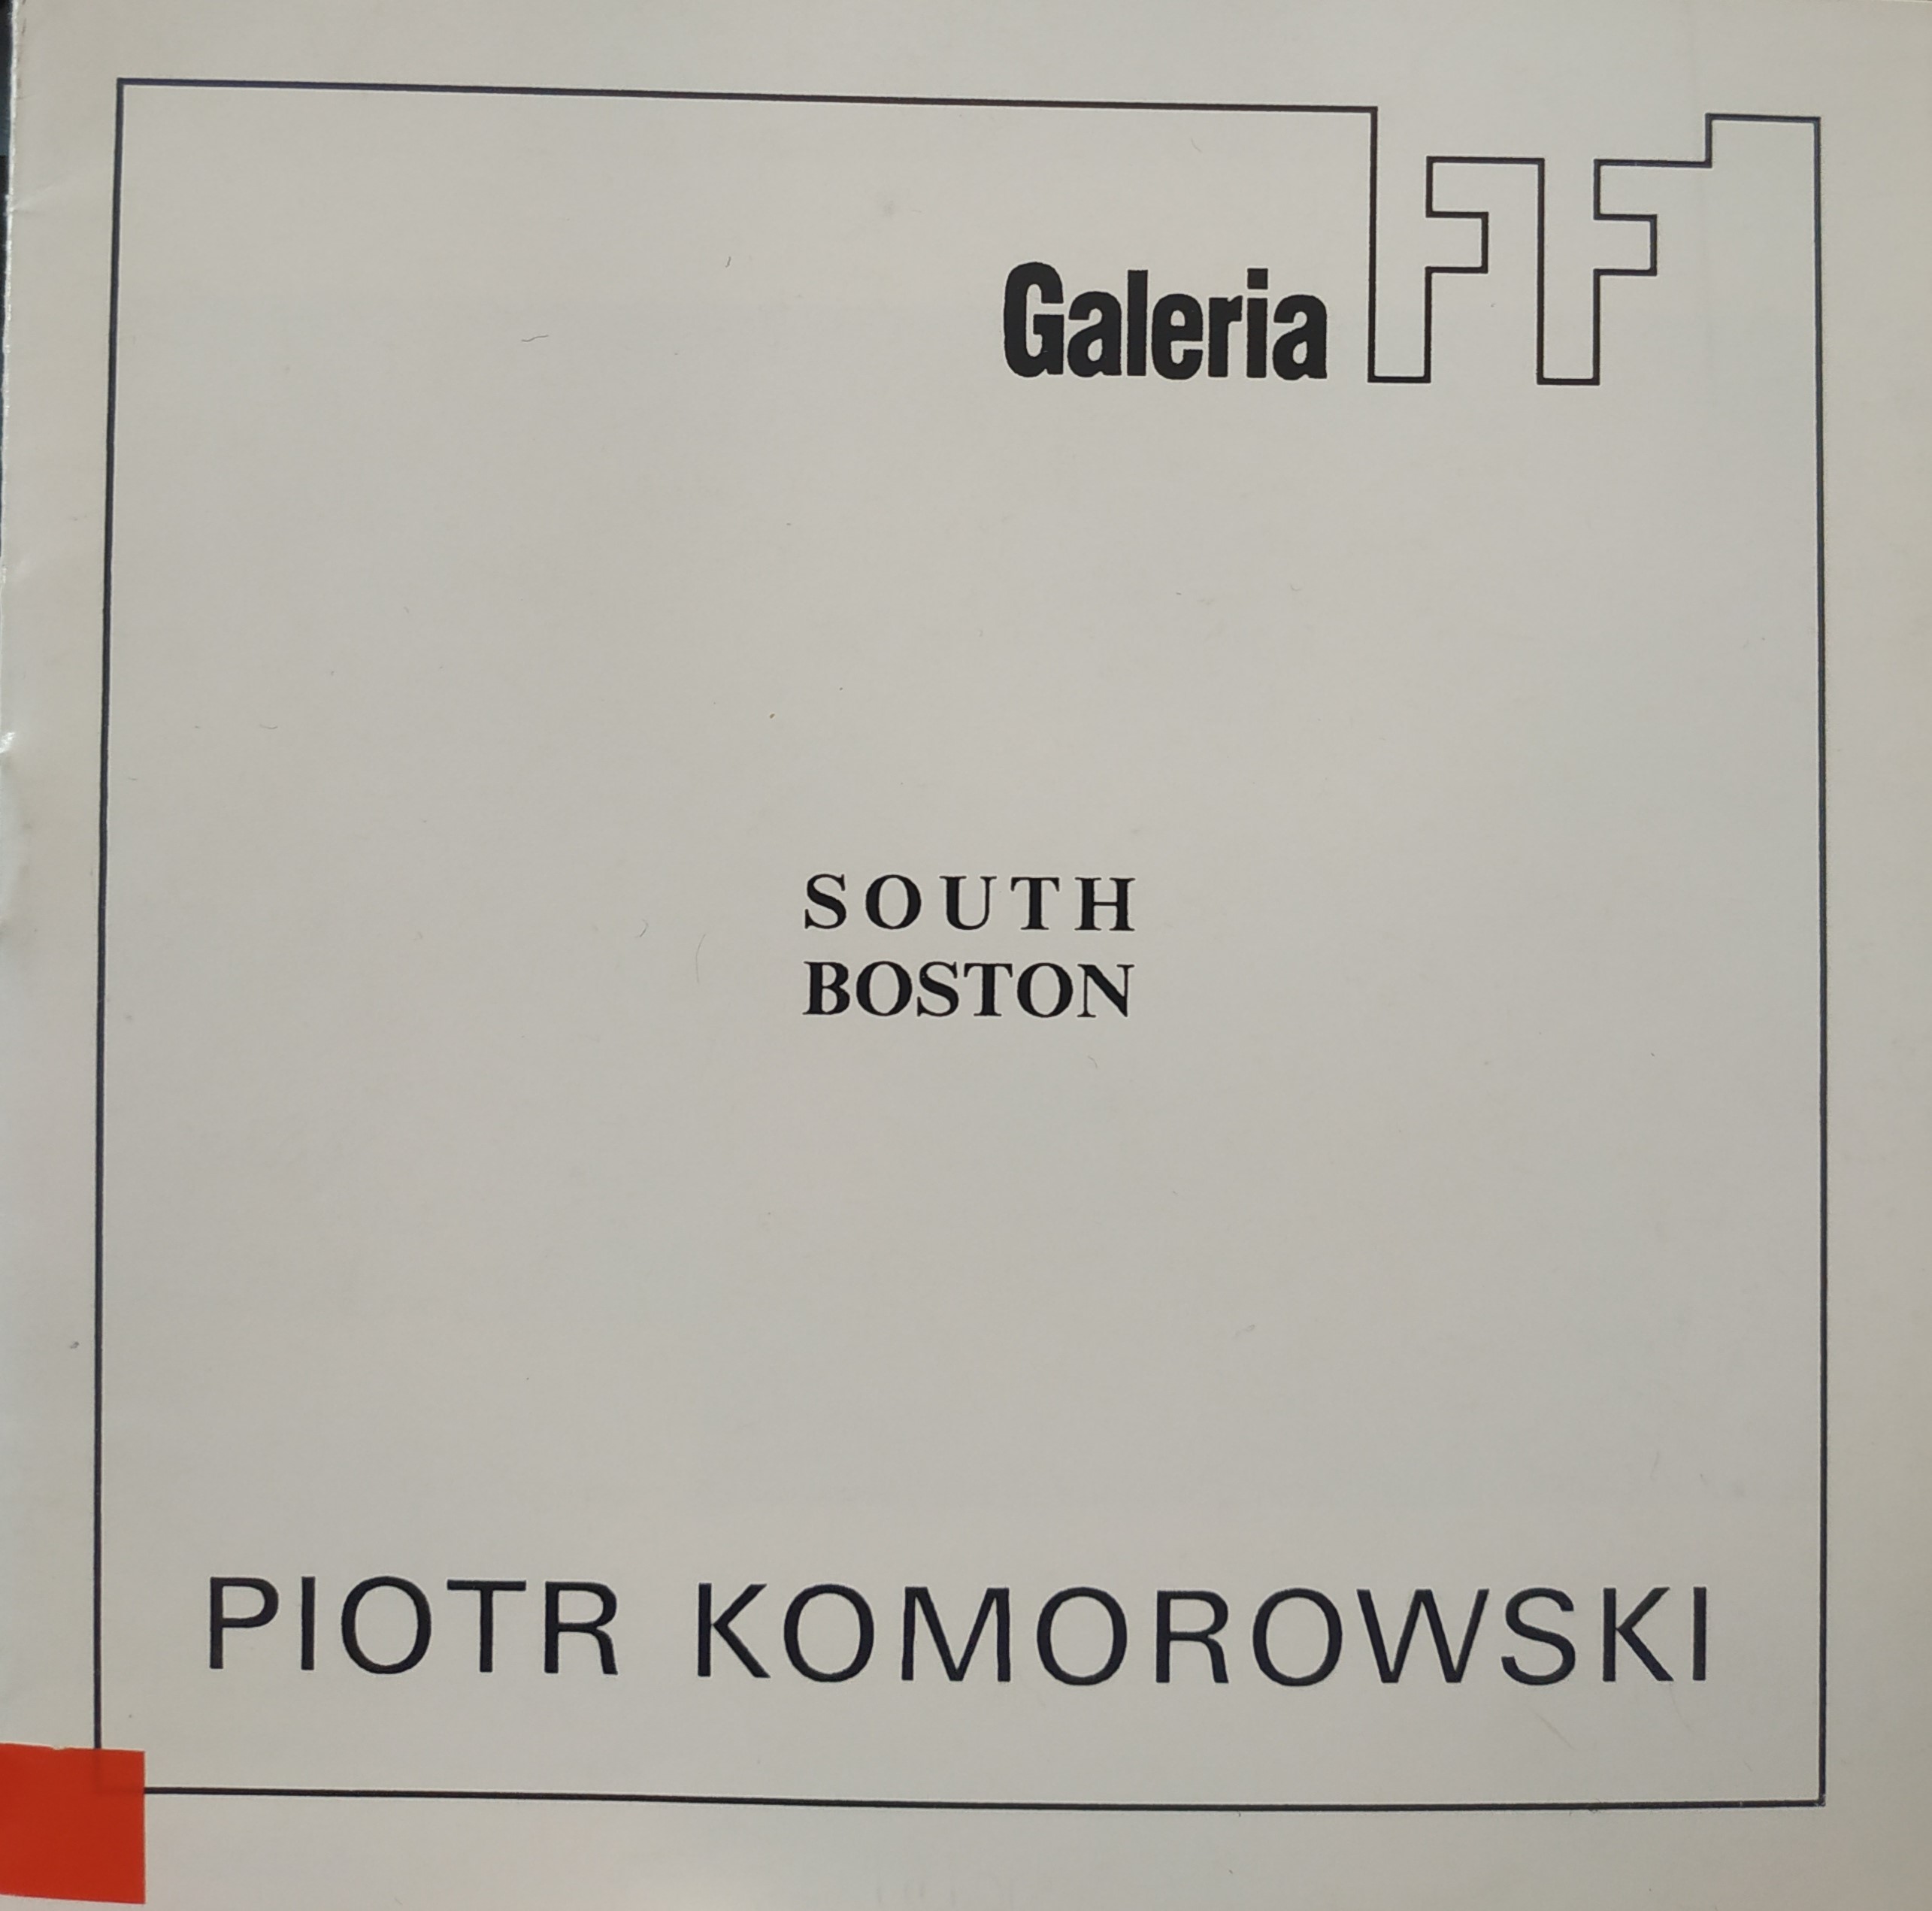 Galeria FF
SOUTH
BOSTON
PIOTR KOMOROWSKI